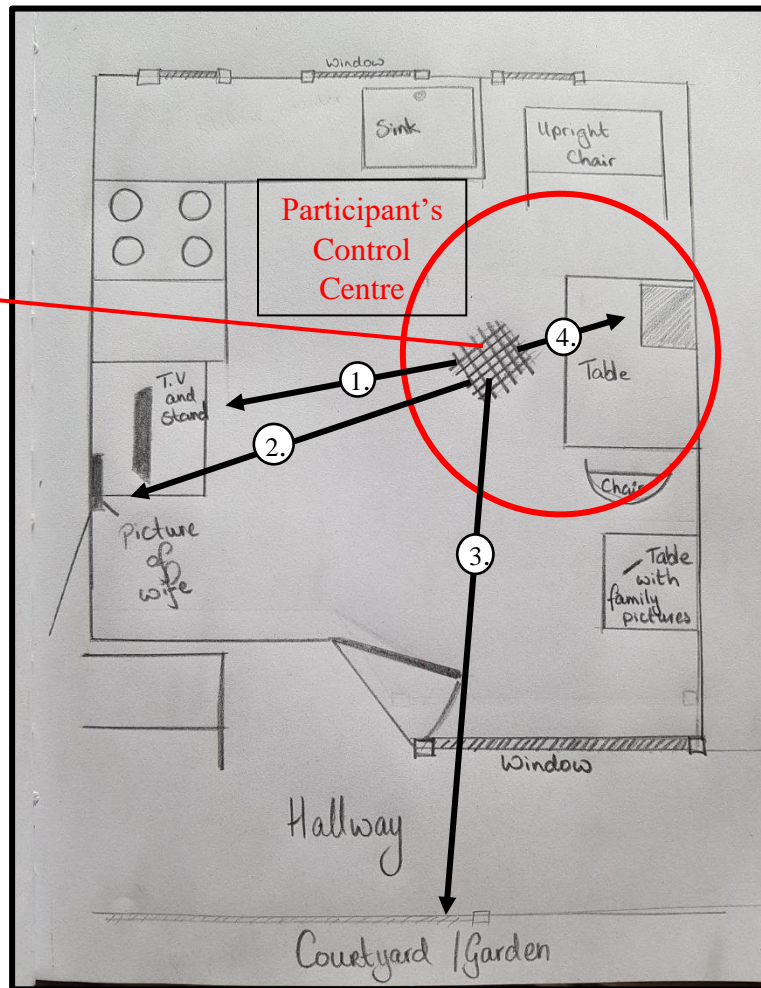 Window
Sink
Upright
Chair
Participant's
Control
Centre
4.
Table
1.
T.V
and
Stand
2.
Chair
Picture
of
wife
3.
Table
with
family
pictures
Window
Hallway
Courtyard / Garden